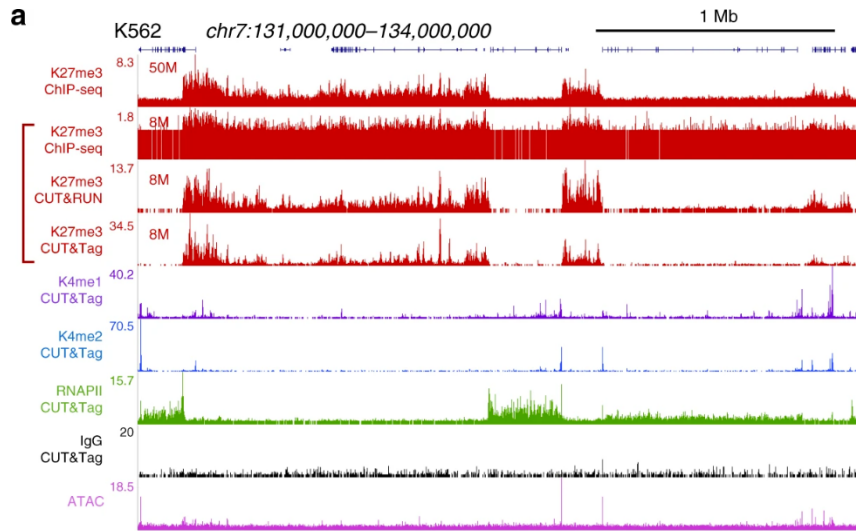 a
K562 chr7:131,000,000–134,000,000
1 Mb
K27me3
ChIP-seq
8.3
50M
K27me3
ChIP-seq
1.8
8M
K27me3
CUT&RUN
13.7
8M
K27me3
CUT&Tag
34.5
8M
K4me1
CUT&Tag
40.2
K4me2
CUT&Tag
70.5
RNAPII
CUT&Tag
15.7
IgG
CUT&Tag
20
ATAC
18.5